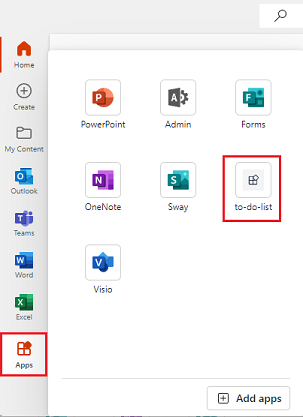 Home
Create
My Content
Outlook
Teams
Word
Excel
Apps
PowerPoint Admin Forms
OneNote Sway to-do-list
Visio
Add apps